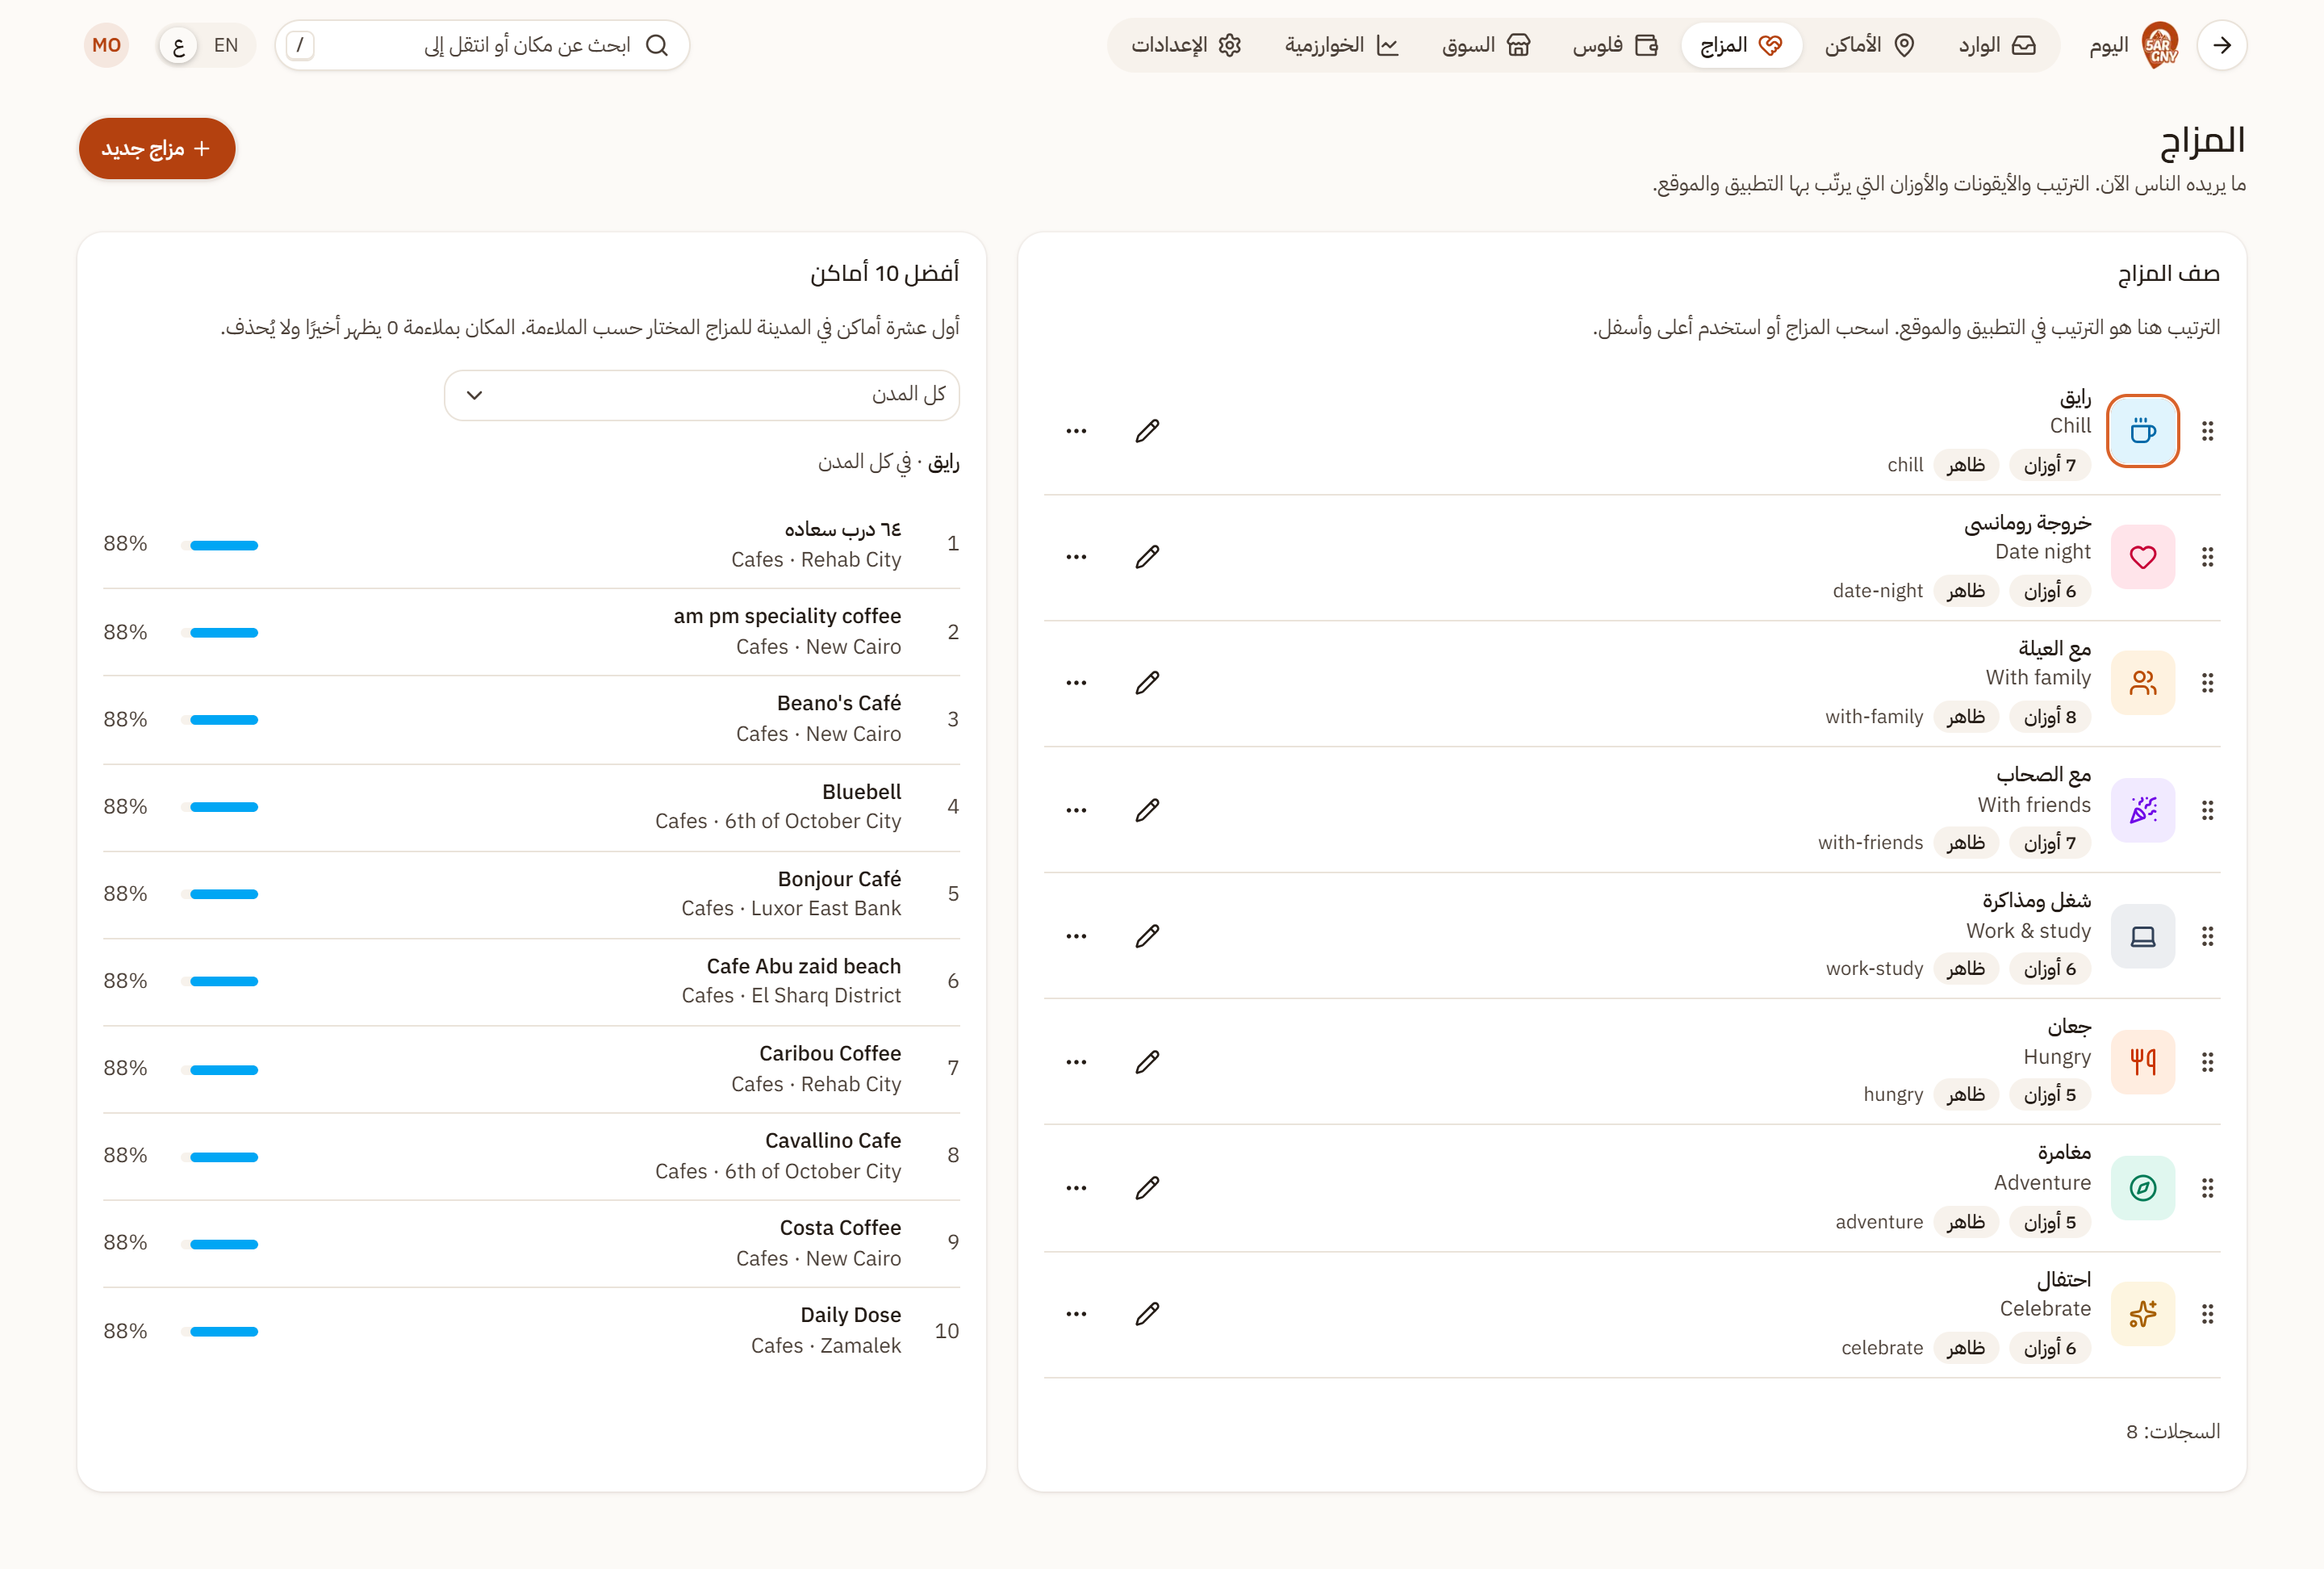 5AR GNY
اليوم
الوارد
الأماكن
المزاج
فلوس
السوق
الخوارزمية
الإعدادات
ابحث عن مكان أو انتقل إلى
/
ع
EN
MO
المزاج
ما يريده الناس الآن. الترتيب والأيقونات والأوزان التي يرتّب بها التطبيق والموقع.
+ مزاج جديد
صف المزاج
الترتيب هنا هو الترتيب في التطبيق والموقع. اسحب المزاج أو استخدم أعلى وأسفل.
رايق
Chill
7 أوزان ظاهر chill
خروجة رومانسى
Date night
6 أوزان ظاهر date-night
مع العيلة
With family
8 أوزان ظاهر with-family
مع الصحاب
With friends
7 أوزان ظاهر with-friends
شغل ومذاكرة
Work & study
6 أوزان ظاهر work-study
جعان
Hungry
5 أوزان ظاهر hungry
مغامرة
Adventure
5 أوزان ظاهر adventure
احتفال
Celebrate
6 أوزان ظاهر celebrate
السجلات: 8
أفضل 10 أماكن
أول عشرة أماكن في المدينة للمزاج المختار حسب الملاءمة. المكان بملاءمة 0 يظهر أخيرًا ولا يُحذف.
كل المدن
رايق · في كل المدن
1 ٦٤ درب سعاده 88%
Cafes · Rehab City
2 am pm speciality coffee 88%
Cafes · New Cairo
3 Beano's Café 88%
Cafes · New Cairo
4 Bluebell 88%
Cafes · 6th of October City
5 Bonjour Café 88%
Cafes · Luxor East Bank
6 Cafe Abu zaid beach 88%
Cafes · El Sharq District
7 Caribou Coffee 88%
Cafes · Rehab City
8 Cavallino Cafe 88%
Cafes · 6th of October City
9 Costa Coffee 88%
Cafes · New Cairo
10 Daily Dose 88%
Cafes · Zamalek